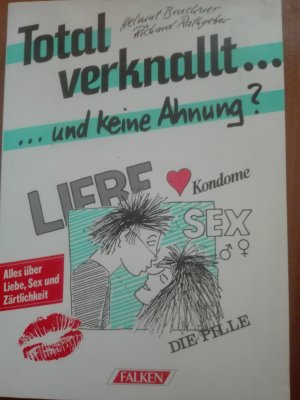 Helmut Bruckner
Richard Rathgeber
Total
verknallt...
... und keine Ahnung?
LIEBE
Kondome
SEX
Alles über
Liebe, Sex und
Zärtlichkeit
DIE PILLE
FALKEN